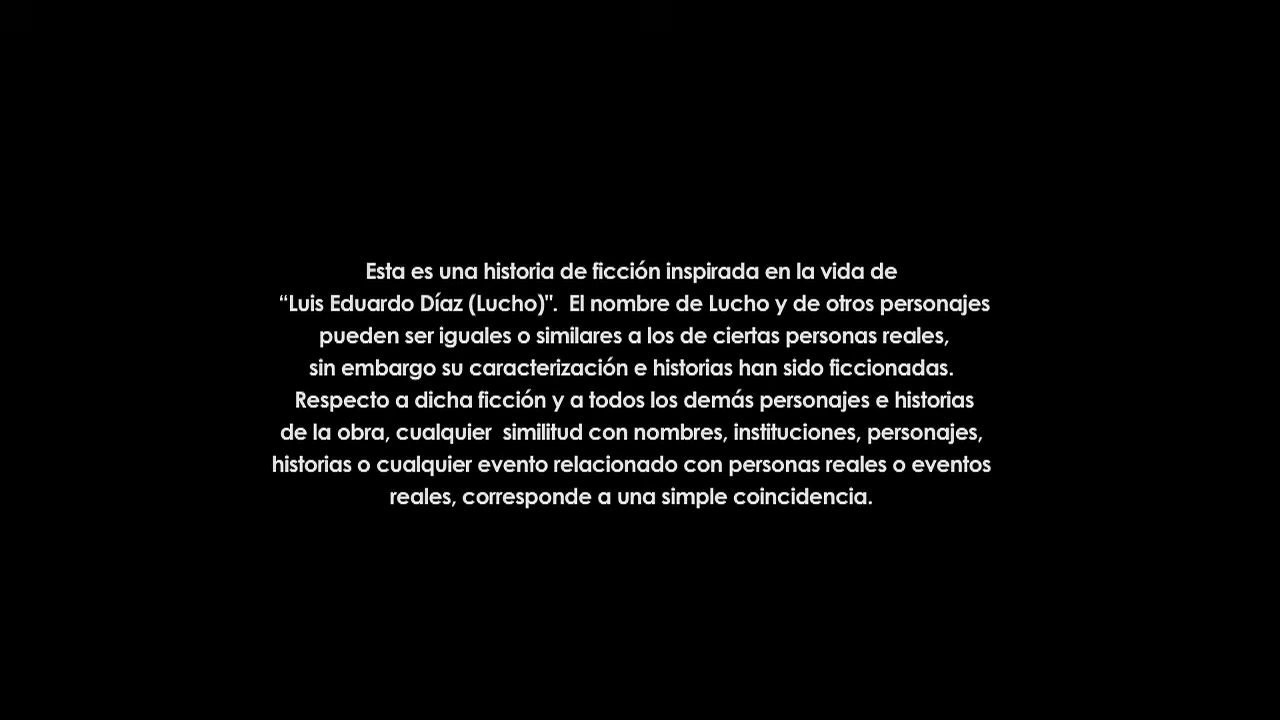 Esta es una historia de ficción inspirada en la vida de
“Luis Eduardo Díaz (Lucho)".  El nombre de Lucho y de otros personajes
pueden ser iguales o similares a los de ciertas personas reales,
sin embargo su caracterización e historias han sido ficcionadas.
Respecto a dicha ficción y a todos los demás personajes e historias
de la obra, cualquier  similitud con nombres, instituciones, personajes,
historias o cualquier evento relacionado con personas reales o eventos
reales, corresponde a una simple coincidencia.